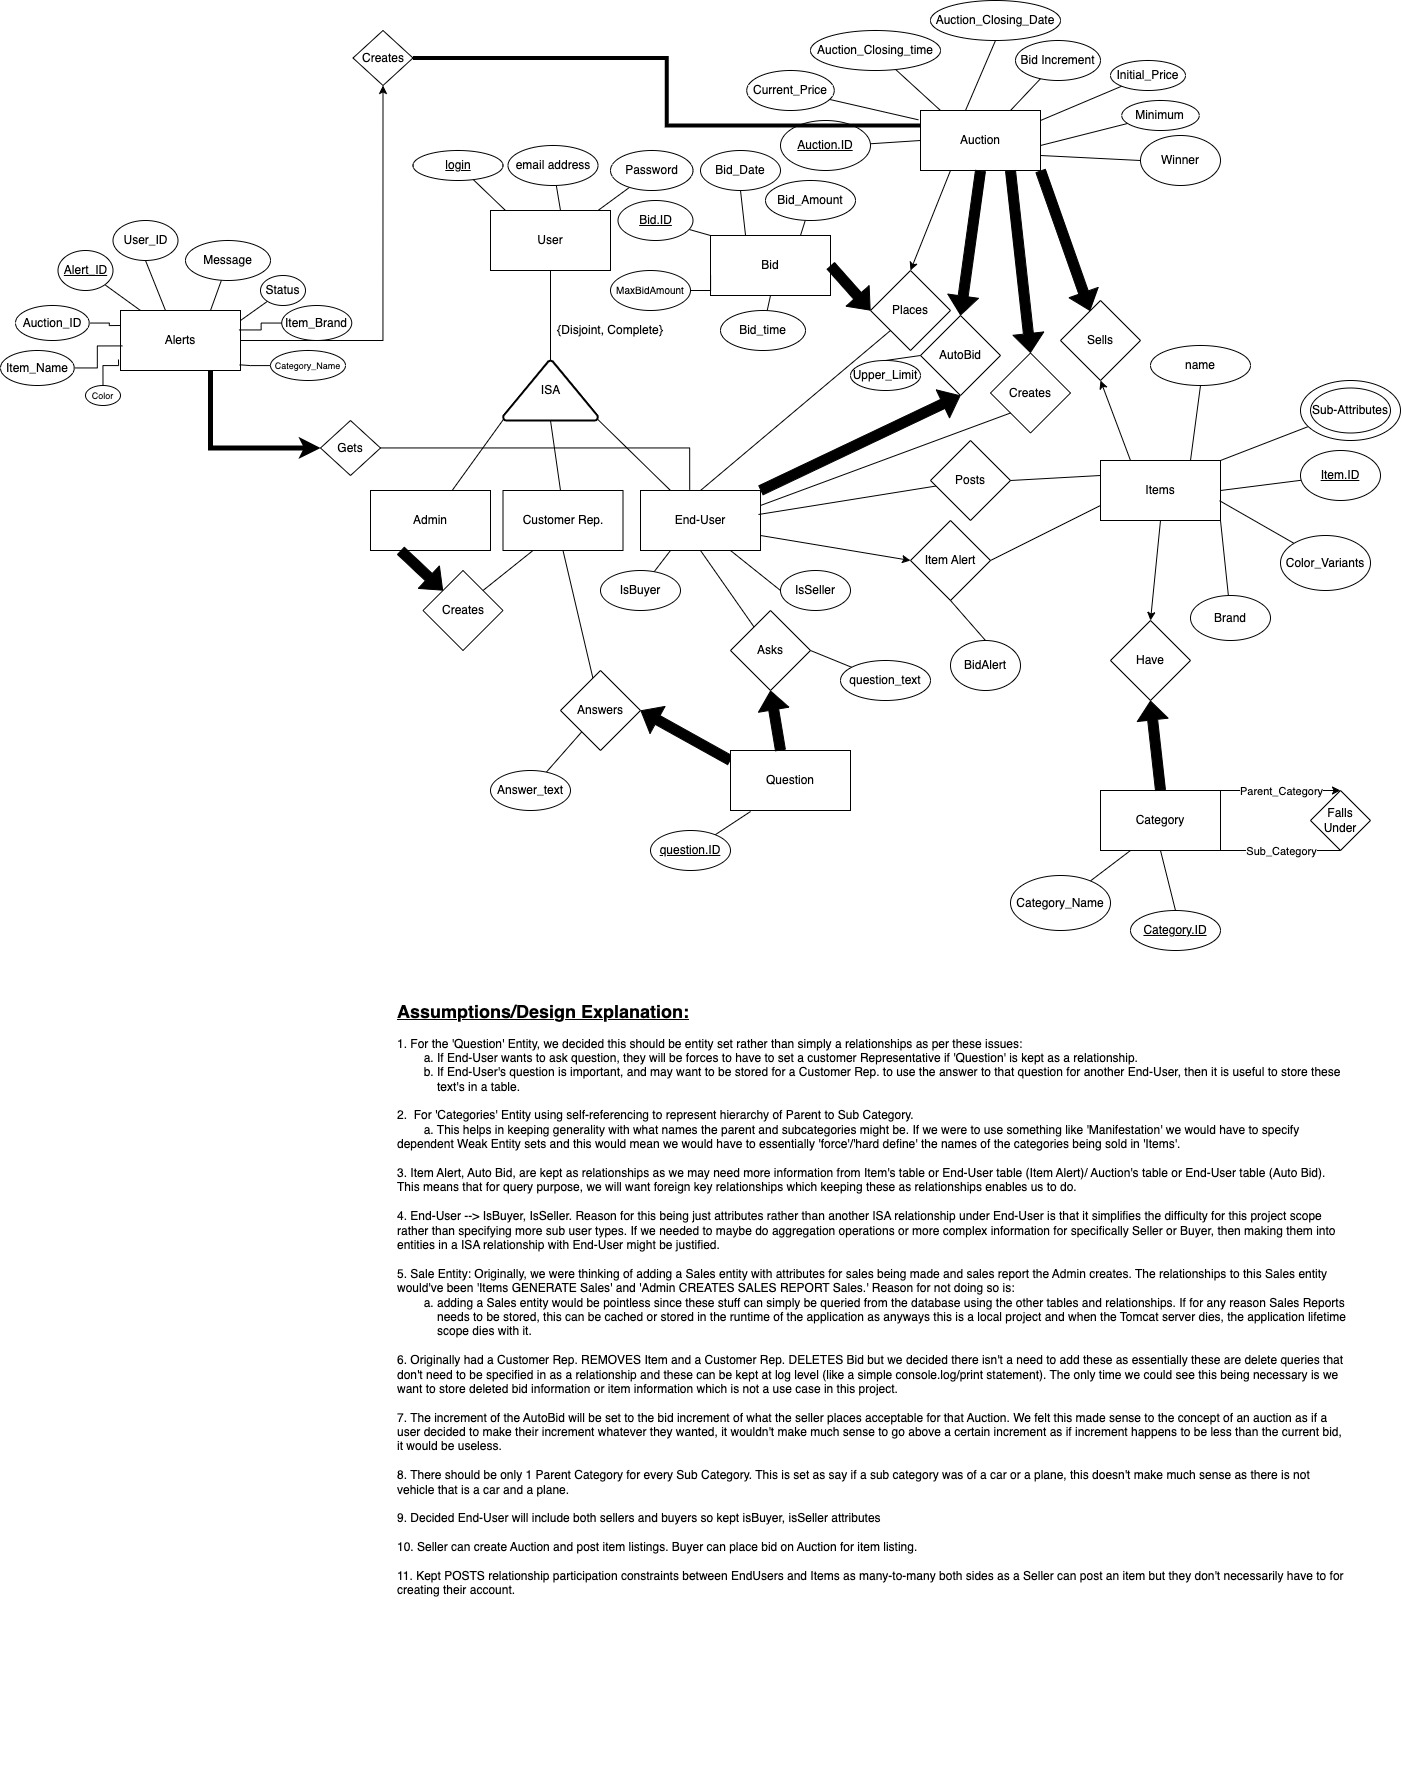 Auction_Closing_Date
Auction_Closing_time
Bid Increment
Creates
Initial_Price
Current_Price
Minimum
Auction
Auction.ID
Winner
login
email address
Password
Bid_Date
Bid_Amount
Bid.ID
User
Bid
User_ID
Message
Alert_ID
Status
MaxBidAmount
Bid_time
Places
Auction_ID
Item_Brand
{Disjoint, Complete}
Alerts
Sells
AutoBid
Item_Name
Category_Name
Upper_Limit
name
Color
ISA
Creates
Sub-Attributes
Gets
Posts
Item.ID
Items
Admin
Customer Rep.
End-User
Item Alert
Color_Variants
IsBuyer
IsSeller
Creates
Brand
Asks
Have
BidAlert
question_text
Answers
Question
Answer_text
Parent_Category
Category
Falls
Under
Sub_Category
question.ID
Category_Name
Category.ID
Assumptions/Design Explanation:
1. For the 'Question' Entity, we decided this should be entity set rather than simply a relationships as per these issues:
a. If End-User wants to ask question, they will be forces to have to set a customer Representative if 'Question' is kept as a relationship.
b. If End-User's question is important, and may want to be stored for a Customer Rep. to use the answer to that question for another End-User, then it is useful to store these
text's in a table.
2.  For 'Categories' Entity using self-referencing to represent hierarchy of Parent to Sub Category.
a. This helps in keeping generality with what names the parent and subcategories might be. If we were to use something like 'Manifestation' we would have to specify
dependent Weak Entity sets and this would mean we would have to essentially 'force'/'hard define' the names of the categories being sold in 'Items'.
3. Item Alert, Auto Bid, are kept as relationships as we may need more information from Item's table or End-User table (Item Alert)/ Auction's table or End-User table (Auto Bid).
This means that for query purpose, we will want foreign key relationships which keeping these as relationships enables us to do.
4. End-User --> IsBuyer, IsSeller. Reason for this being just attributes rather than another ISA relationship under End-User is that it simplifies the difficulty for this project scope
rather than specifying more sub user types. If we needed to maybe do aggregation operations or more complex information for specifically Seller or Buyer, then making them into
entities in a ISA relationship with End-User might be justified.
5. Sale Entity: Originally, we were thinking of adding a Sales entity with attributes for sales being made and sales report the Admin creates. The relationships to this Sales entity
would've been 'Items GENERATE Sales' and 'Admin CREATES SALES REPORT Sales.' Reason for not doing so is:
a. adding a Sales entity would be pointless since these stuff can simply be queried from the database using the other tables and relationships. If for any reason Sales Reports
needs to be stored, this can be cached or stored in the runtime of the application as anyways this is a local project and when the Tomcat server dies, the application lifetime
scope dies with it.
6. Originally had a Customer Rep. REMOVES Item and a Customer Rep. DELETES Bid but we decided there isn't a need to add these as essentially these are delete queries that
don't need to be specified in as a relationship and these can be kept at log level (like a simple console.log/print statement). The only time we could see this being necessary is we
want to store deleted bid information or item information which is not a use case in this project.
7. The increment of the AutoBid will be set to the bid increment of what the seller places acceptable for that Auction. We felt this made sense to the concept of an auction as if a
user decided to make their increment whatever they wanted, it wouldn't make much sense to go above a certain increment as if increment happens to be less than the current bid,
it would be useless.
8. There should be only 1 Parent Category for every Sub Category. This is set as say if a sub category was of a car or a plane, this doesn't make much sense as there is not
vehicle that is a car and a plane.
9. Decided End-User will include both sellers and buyers so kept isBuyer, isSeller attributes
10. Seller can create Auction and post item listings. Buyer can place bid on Auction for item listing.
11. Kept POSTS relationship participation constraints between EndUsers and Items as many-to-many both sides as a Seller can post an item but they don't necessarily have to for
creating their account.